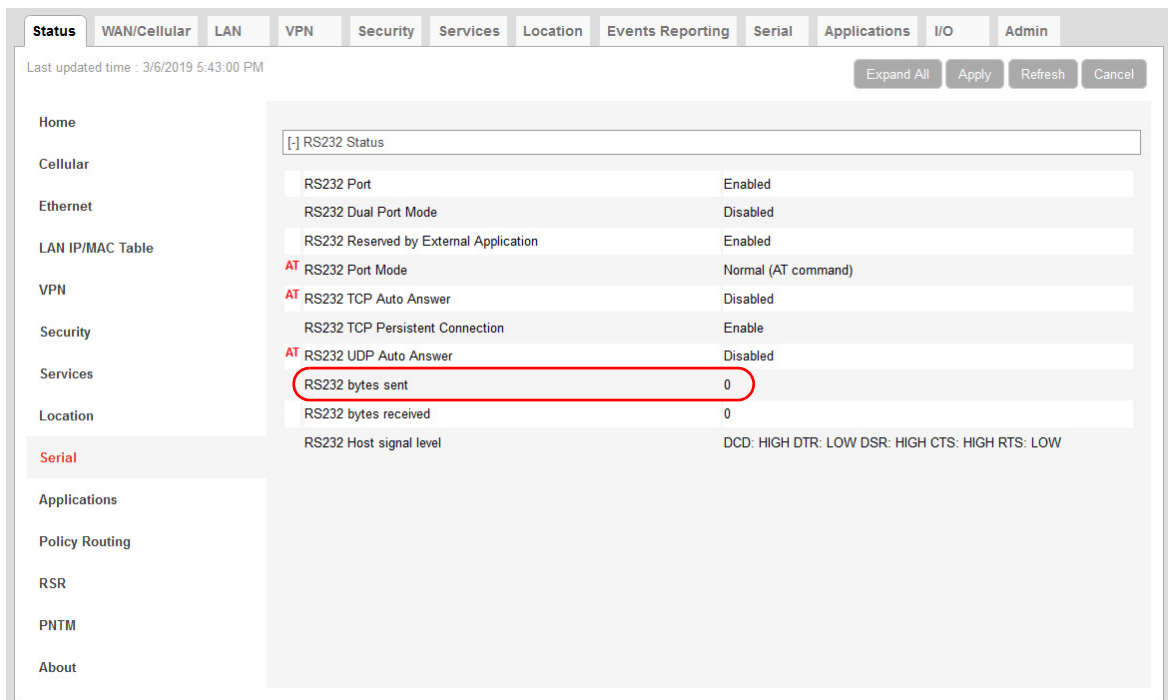 Status WAN/Cellular LAN VPN Security Services Location Events Reporting Serial Applications I/O Admin
Last updated time : 3/6/2019 5:43:00 PM
Expand All Apply Refresh Cancel
Home
Cellular
Ethernet
LAN IP/MAC Table
VPN
Security
Services
Location
Serial
Applications
Policy Routing
RSR
PNTM
About
[-] RS232 Status
RS232 Port Enabled
RS232 Dual Port Mode Disabled
RS232 Reserved by External Application Enabled
AT RS232 Port Mode Normal (AT command)
AT RS232 TCP Auto Answer Disabled
RS232 TCP Persistent Connection Enable
AT RS232 UDP Auto Answer Disabled
RS232 bytes sent 0
RS232 bytes received 0
RS232 Host signal level DCD: HIGH DTR: LOW DSR: HIGH CTS: HIGH RTS: LOW